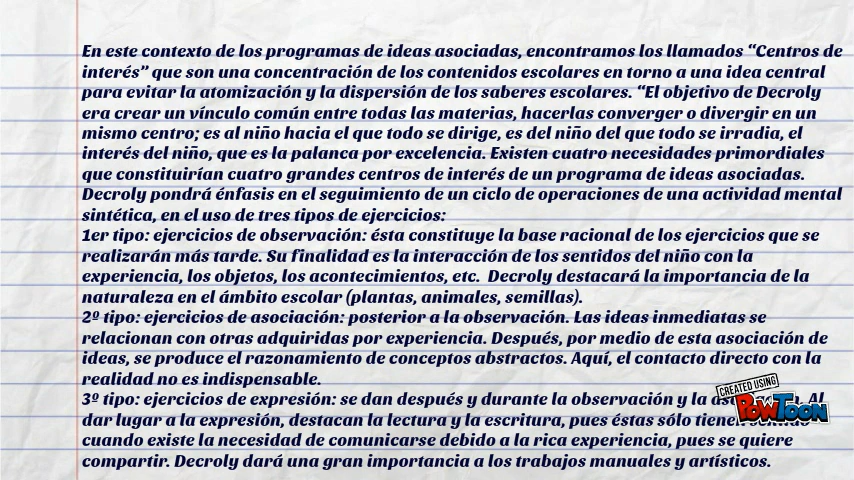 En este contexto de los programas de ideas asociadas, encontramos los llamados “Centros de
interés” que son una concentración de los contenidos escolares en torno a una idea central
para evitar la atomización y la dispersión de los saberes escolares. “El objetivo de Decroly
era crear un vínculo común entre todas las materias, hacerlas converger o divergir en un
mismo centro; es al niño hacia el que todo se dirige, es del niño del que todo se irradia, el
interés del niño, que es la palanca por excelencia. Existen cuatro necesidades primordiales
que constituirían cuatro grandes centros de interés de un programa de ideas asociadas.
Decroly pondrá énfasis en el seguimiento de un ciclo de operaciones de una actividad mental
sintética, en el uso de tres tipos de ejercicios:
1er tipo: ejercicios de observación: ésta constituye la base racional de los ejercicios que se
realizarán más tarde. Su finalidad es la interacción de los sentidos del niño con la
experiencia, los objetos, los acontecimientos, etc. Decroly destacará la importancia de la
naturaleza en el ámbito escolar (plantas, animales, semillas).
2º tipo: ejercicios de asociación: posterior a la observación. Las ideas inmediatas se
relacionan con otras adquiridas por experiencia. Después, por medio de esta asociación de
ideas, se produce el razonamiento de conceptos abstractos. Aquí, el contacto directo con la
realidad no es indispensable.
3º tipo: ejercicios de expresión: se dan después y durante la observación y la Al
dar lugar a la expresión, destacan la lectura y la escritura, pues éstas sólo
cuando existe la necesidad de comunicarse debido a la rica experiencia, pues se quiere
compartir. Decroly dará una gran importancia a los trabajos manuales y artísticos.
CREATED USING
POWTOON